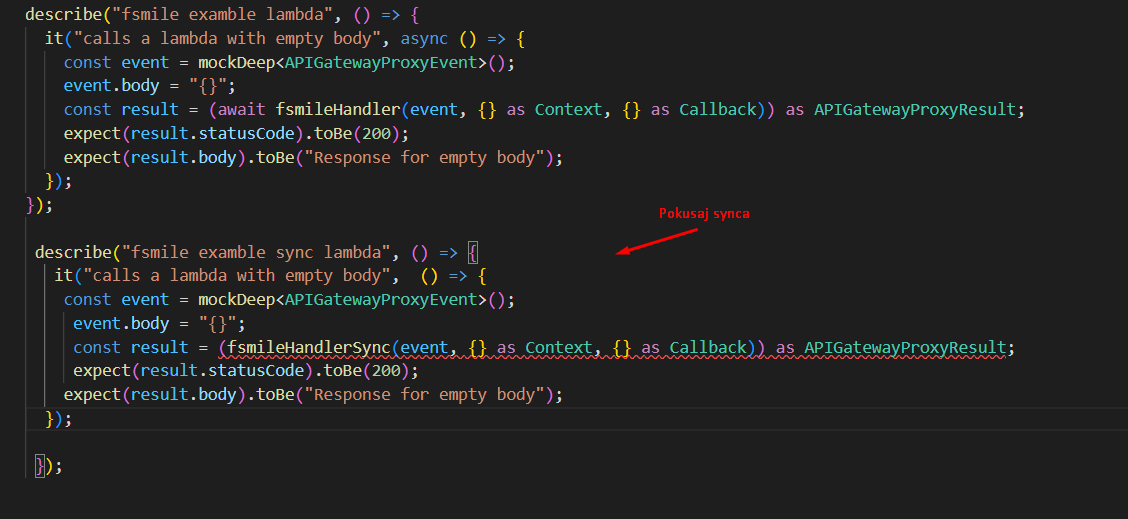 describe("fsmile examble lambda", () => {
it("calls a lambda with empty body", async () => {
const event = mockDeep<APIGatewayProxyEvent>();
event.body = "{}";
const result = (await fsmileHandler(event, {} as Context, {} as Callback)) as APIGatewayProxyResult;
expect(result.statusCode).toBe(200);
expect(result.body).toBe("Response for empty body");
});
});
Pokusaj synca
describe("fsmile examble sync lambda", () => {
it("calls a lambda with empty body",  () => {
const event = mockDeep<APIGatewayProxyEvent>();
event.body = "{}";
const result = (fsmileHandlerSync(event, {} as Context, {} as Callback)) as APIGatewayProxyResult;
expect(result.statusCode).toBe(200);
expect(result.body).toBe("Response for empty body");
});
});